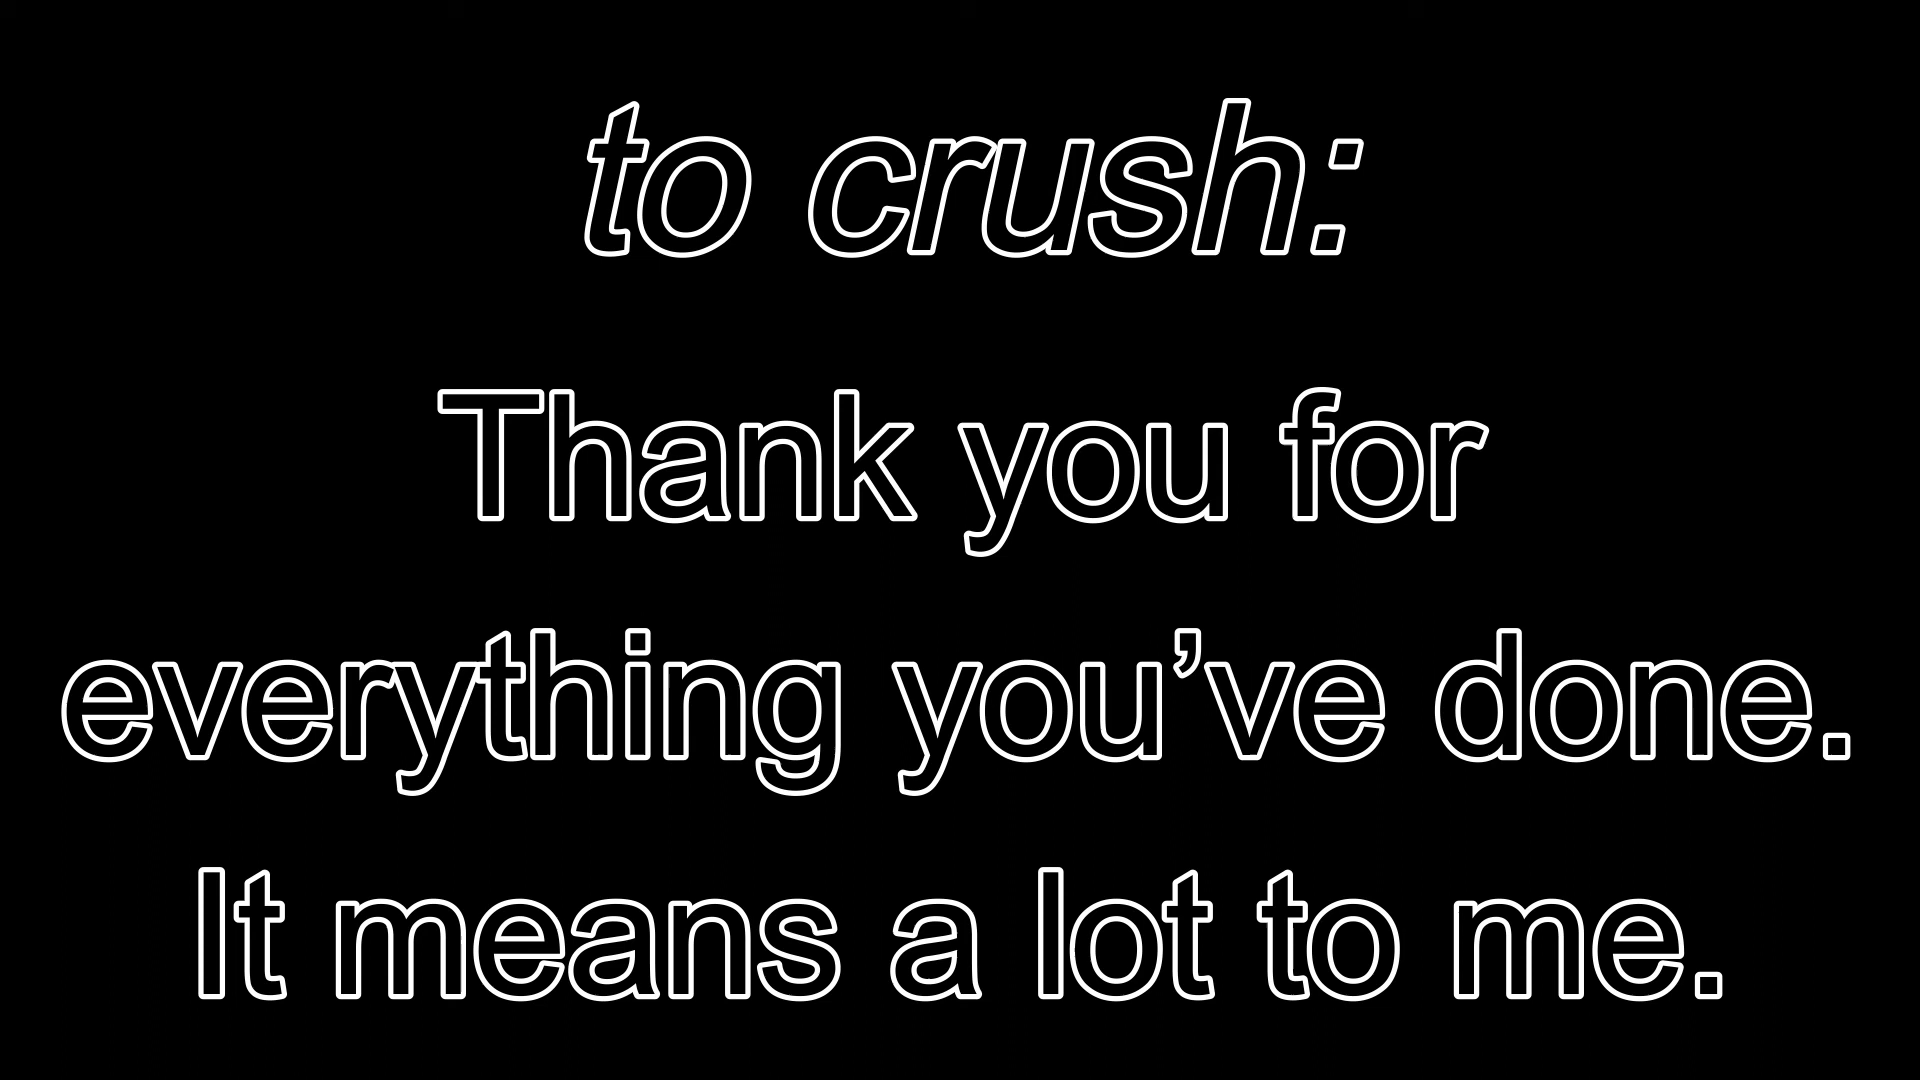 to crush:
Thank you for
everything you’ve done.
It means a lot to me.